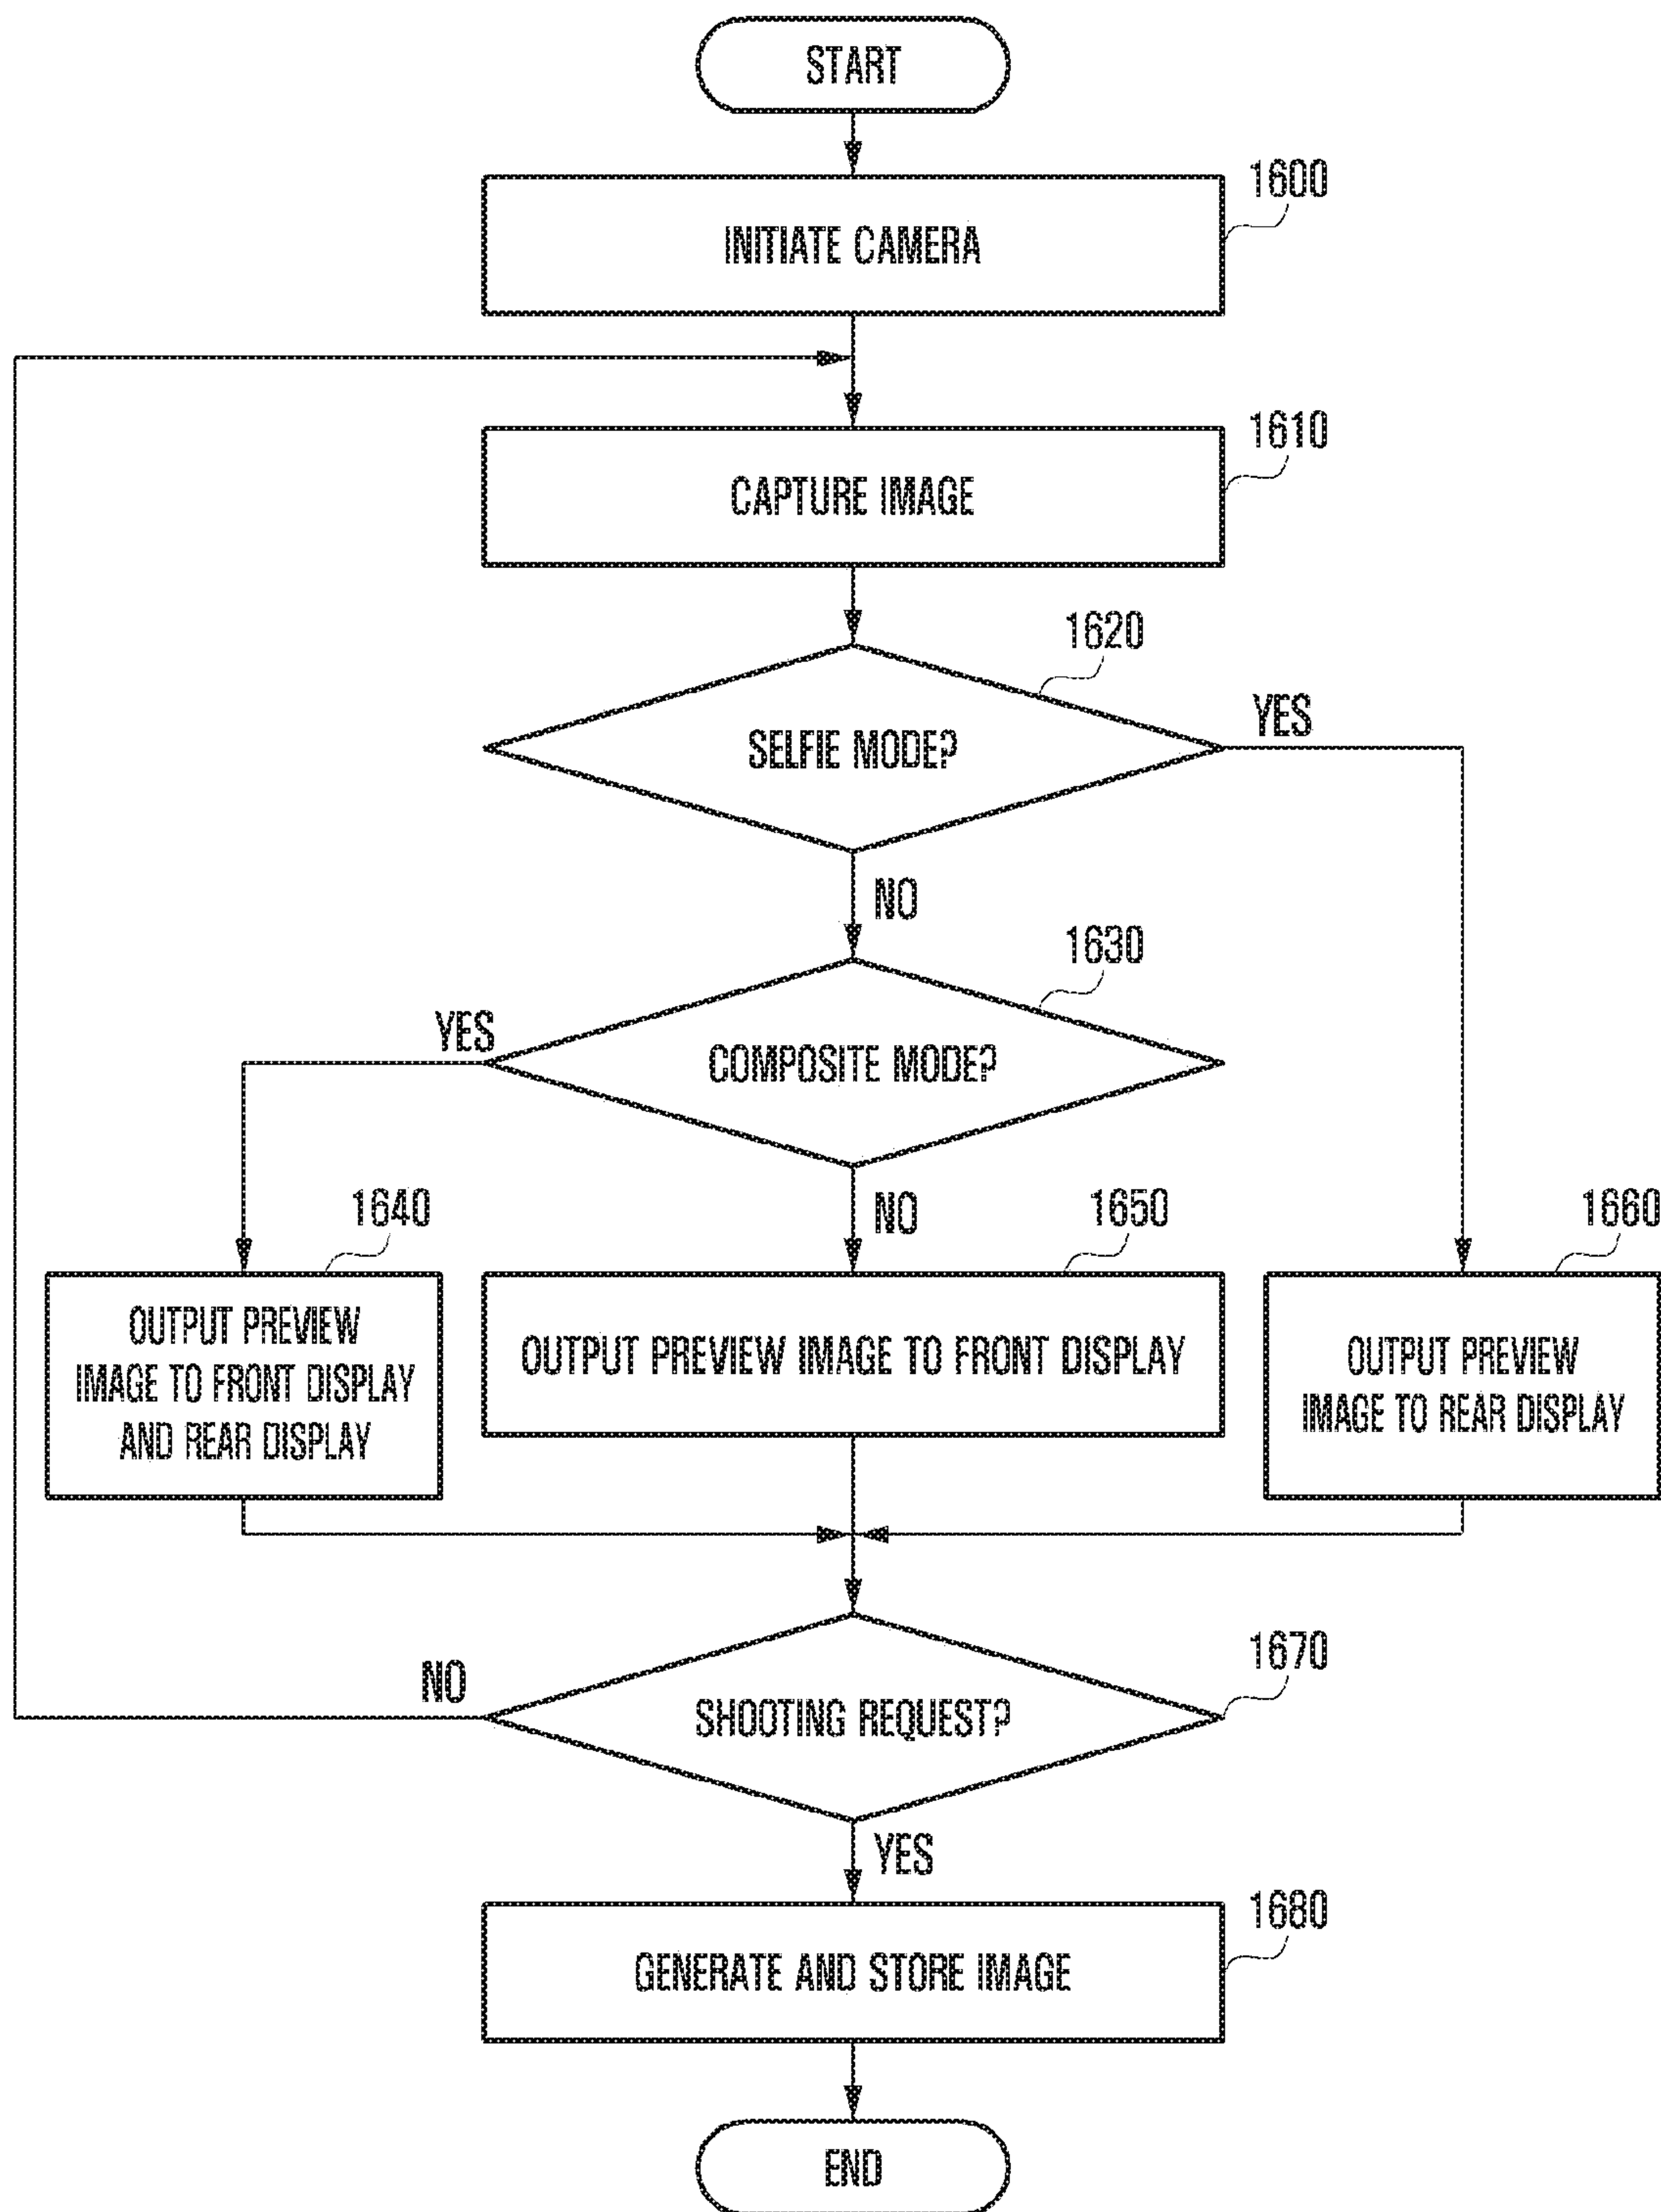 START
1600
INITIATE CAMERA
1610
CAPTURE IMAGE
1620
YES
SELFIE MODE?
NO
1630
YES
COMPOSITE MODE?
NO
1640
1650
1660
OUTPUT PREVIEW
IMAGE TO FRONT DISPLAY
AND REAR DISPLAY
OUTPUT PREVIEW IMAGE TO FRONT DISPLAY
OUTPUT PREVIEW
IMAGE TO REAR DISPLAY
1670
NO
SHOOTING REQUEST?
YES
1680
GENERATE AND STORE IMAGE
END